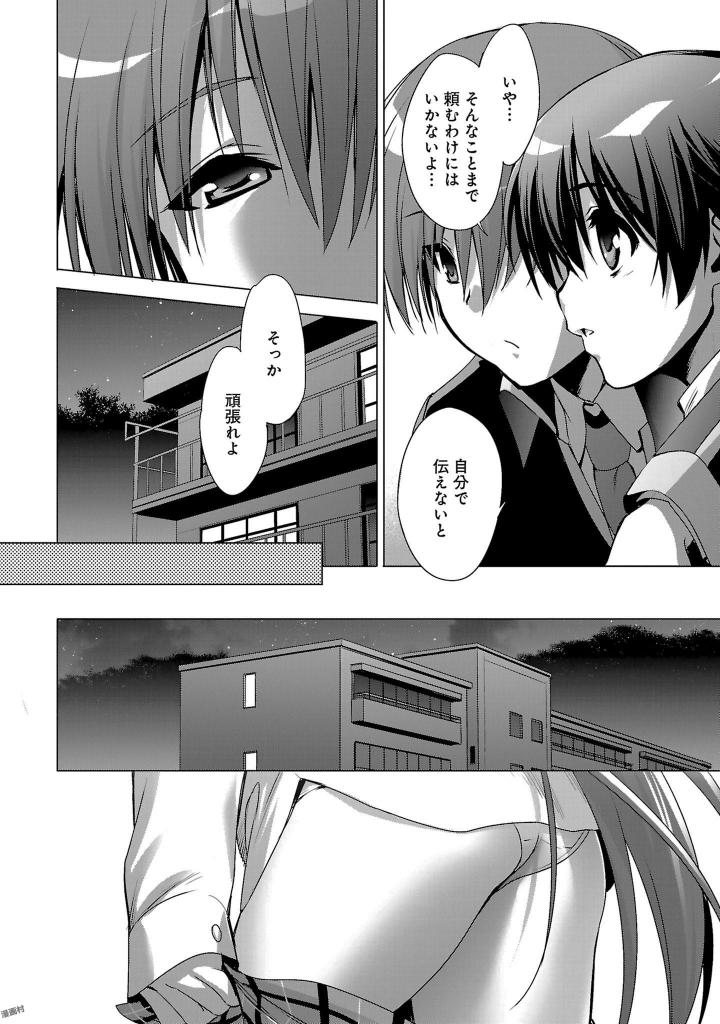 いや…
そんなことまで
頼むわけには
いかないよ…
自分で
伝えないと
そっか
頑張れよ
漫画村